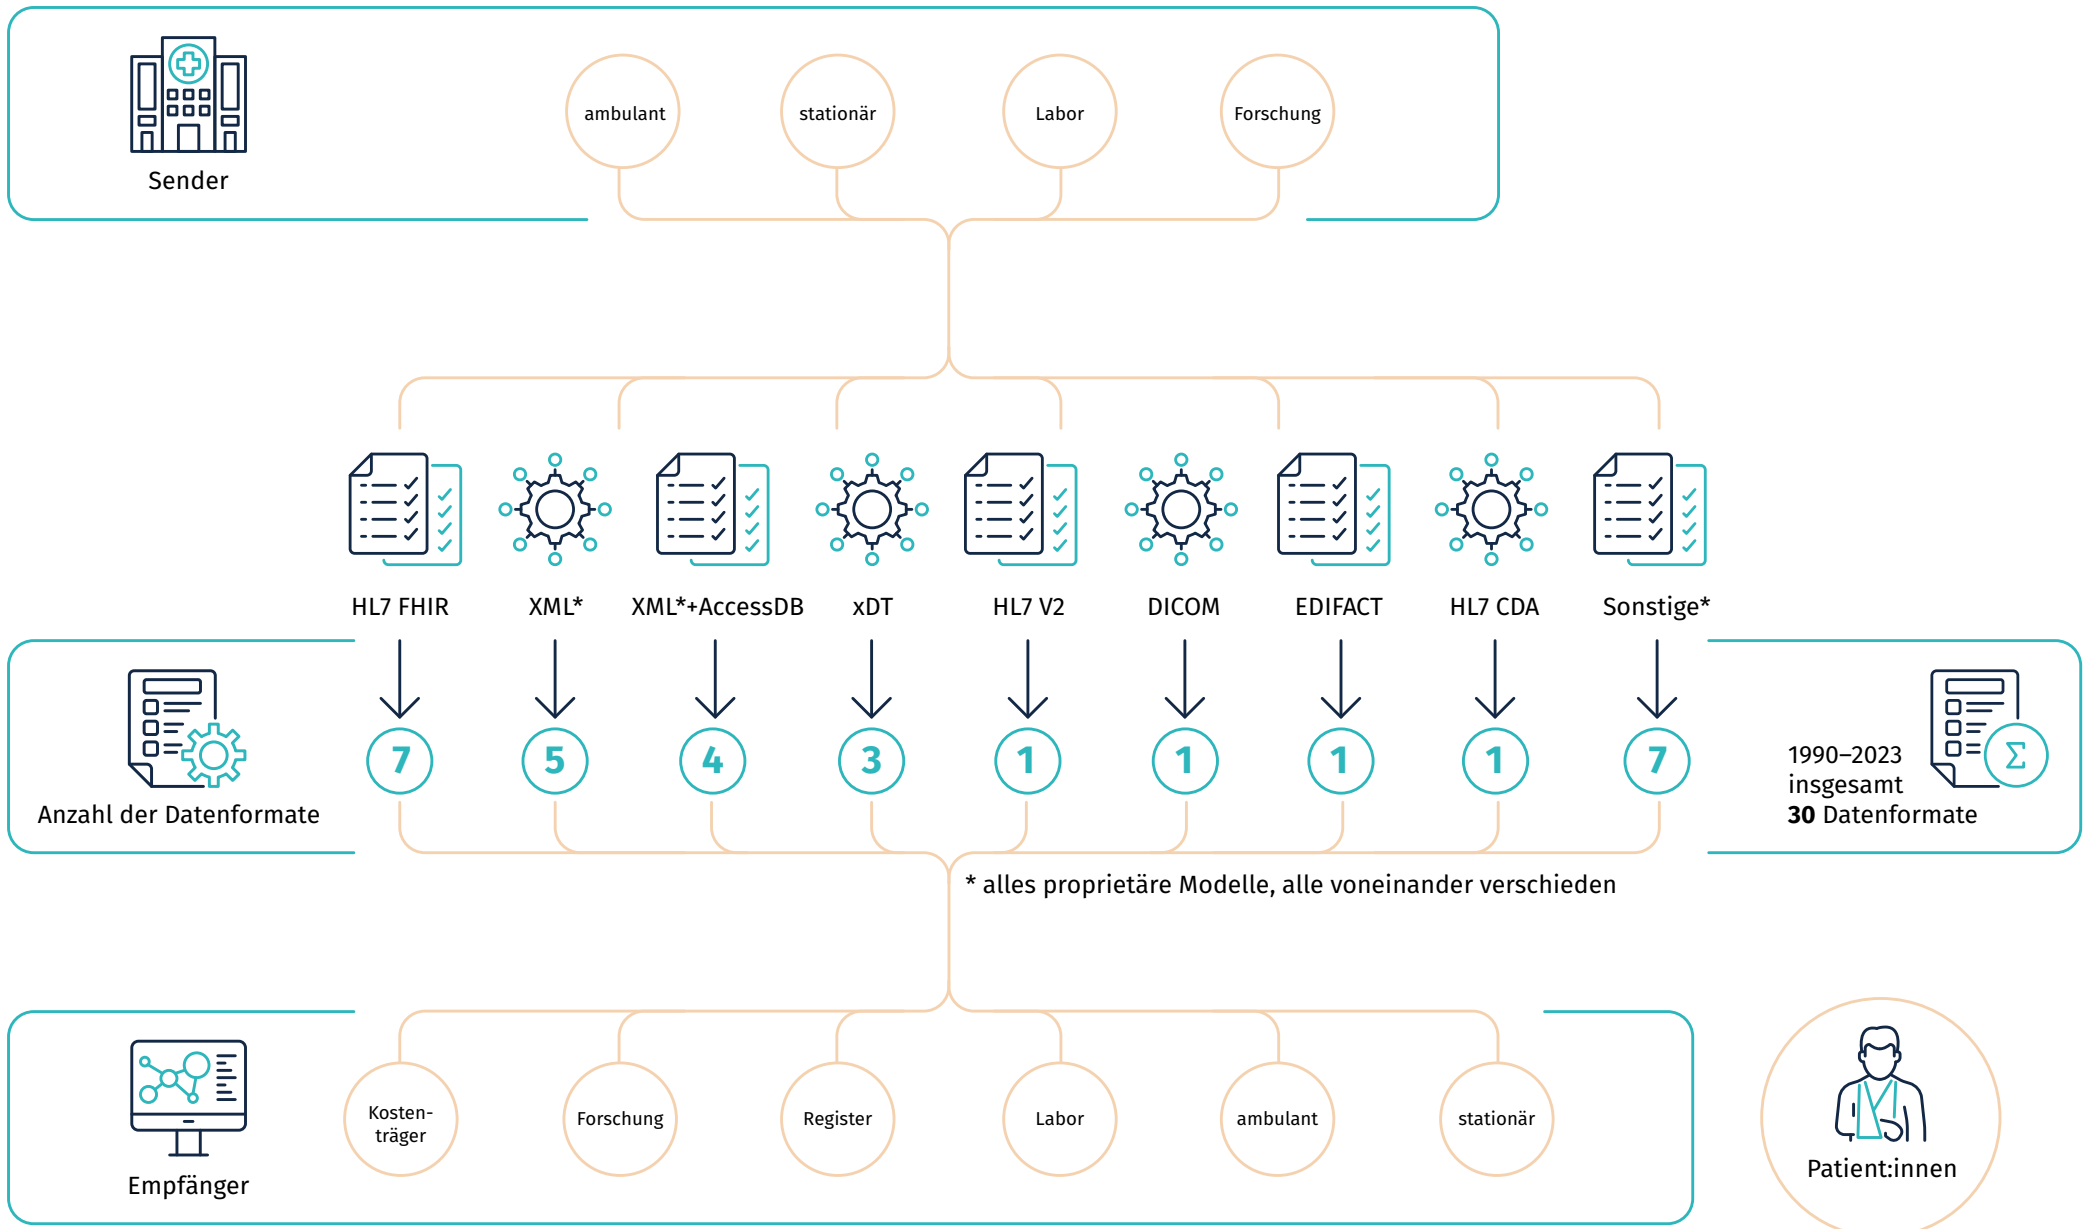 ambulant
stationär
Labor
Forschung
Sender
HL7 FHIR
XML*
XML*+AccessDB
xDT
HL7 V2
DICOM
EDIFACT
HL7 CDA
Sonstige*
7
5
4
3
1
1
1
1
7
Anzahl der Datenformate
Σ
1990–2023
insgesamt
30 Datenformate
* alles proprietäre Modelle, alle voneinander verschieden
Kosten-
träger
Forschung
Register
Labor
ambulant
stationär
Empfänger
Patient:innen